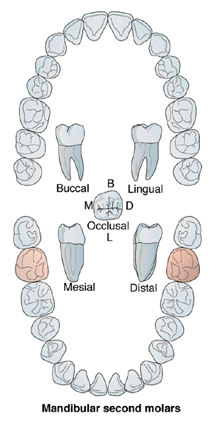 Buccal
B
Lingual
M
D
Occlusal
L
Mesial
Distal
Mandibular second molars